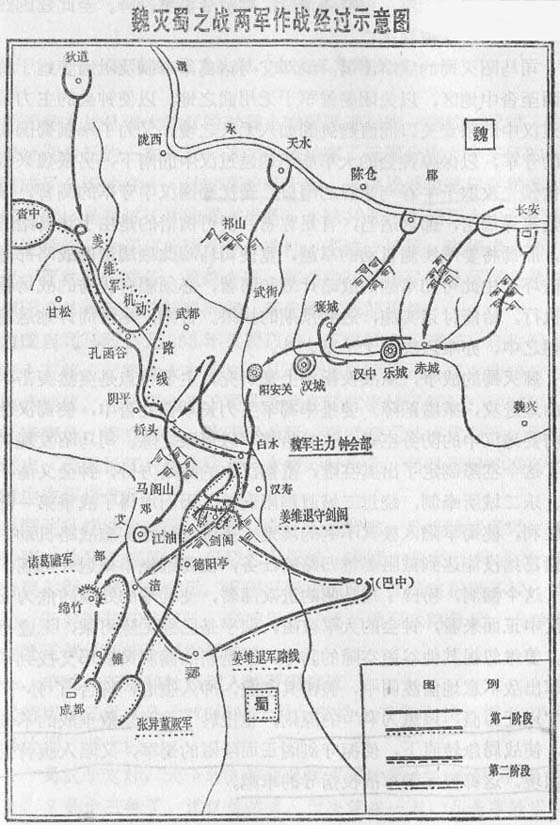 魏灭蜀之战两军作战经过示意图
狄道
渭
水
陇西
天水
陈仓
郿
魏
长安
沓中
姜
维
军
机
动
路
线
祁山
武街
甘松
武都
孔函谷
褒城
汉中
乐城
赤城
阳安关
汉城
魏兴
阴平
桥头
白水
魏军主力钟会部
马阁山
汉寿
邓
艾
部
江油
剑阁
姜维退守剑阁
诸葛瞻军
德阳亭
绵竹
涪
(巴中)
雒
郪
姜维退军路线
成都
张翼董厥军
蜀
图 例
第一阶段
第二阶段